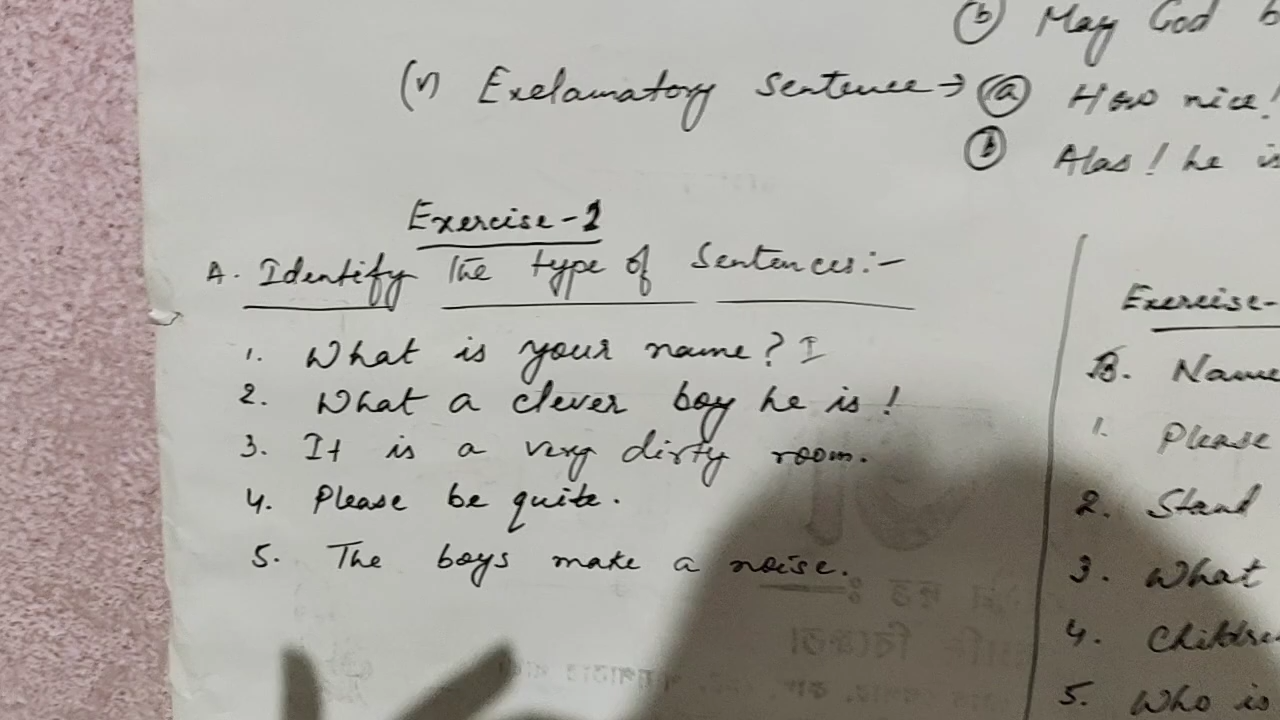 (b) May God b
(v) Exclamatory Sentence → (a) How nice!
(b) Alas! he is
Exercise-1
A. Identify the type of Sentences:-
1. What is your name? I
2. What a clever boy he is!
3. It is a very dirty room.
4. Please be quite.
5. The boys make a noise.
Exercise-
B. Name
1. Please
2. Stand
3. What
4. Children
5. Who is